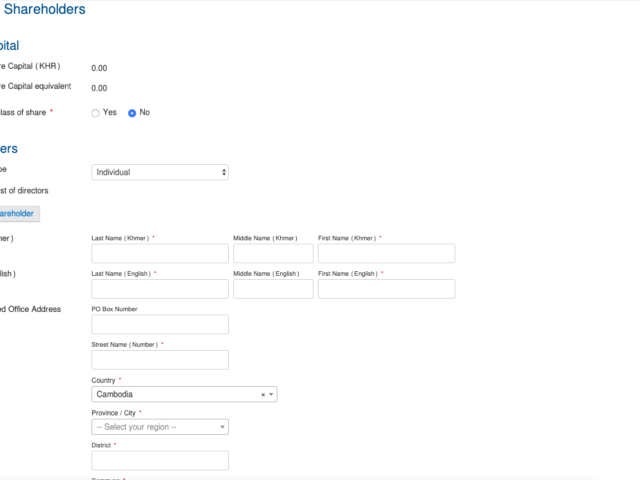 Shareholders
pital
re Capital (KHR) 0.00
re Capital equivalent 0.00
lass of share * Yes No
ers
pe Individual
st of directors
areholder
ner) Last Name (Khmer) * Middle Name (Khmer) First Name (Khmer) *
lish) Last Name (English) * Middle Name (English) First Name (English) *
ed Office Address PO Box Number
Street Name (Number) *
Country *
Cambodia ×
Province / City *
-- Select your region --
District *